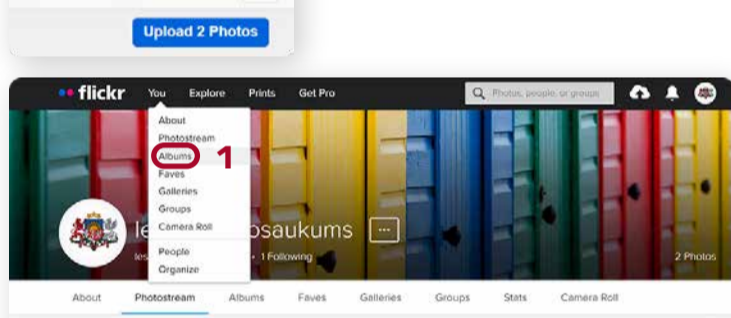 Upload 2 Photos
flickr You Explore Prints Get Pro
Photos, people, or groups
About
Photostream
Albums 1
Faves
Galleries
Groups
Camera Roll
People
Organize
1 Following
2 Photos
About Photostream Albums Faves Galleries Groups Stats Camera Roll